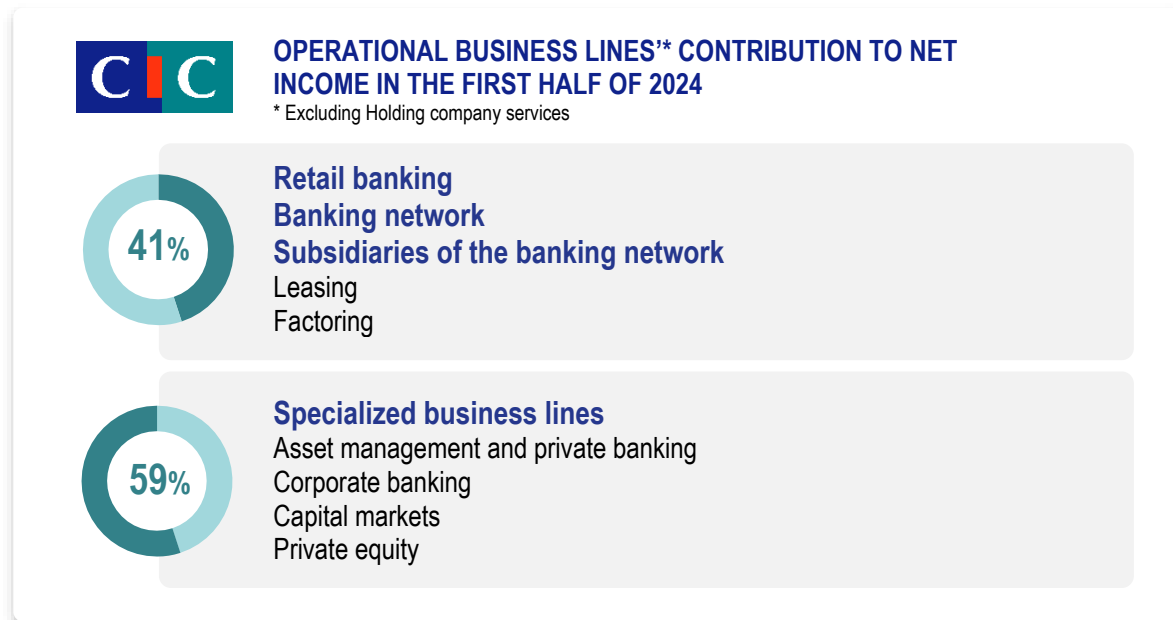 CIC
OPERATIONAL BUSINESS LINES’* CONTRIBUTION TO NET
INCOME IN THE FIRST HALF OF 2024
* Excluding Holding company services
41%
Retail banking
Banking network
Subsidiaries of the banking network
Leasing
Factoring
59%
Specialized business lines
Asset management and private banking
Corporate banking
Capital markets
Private equity